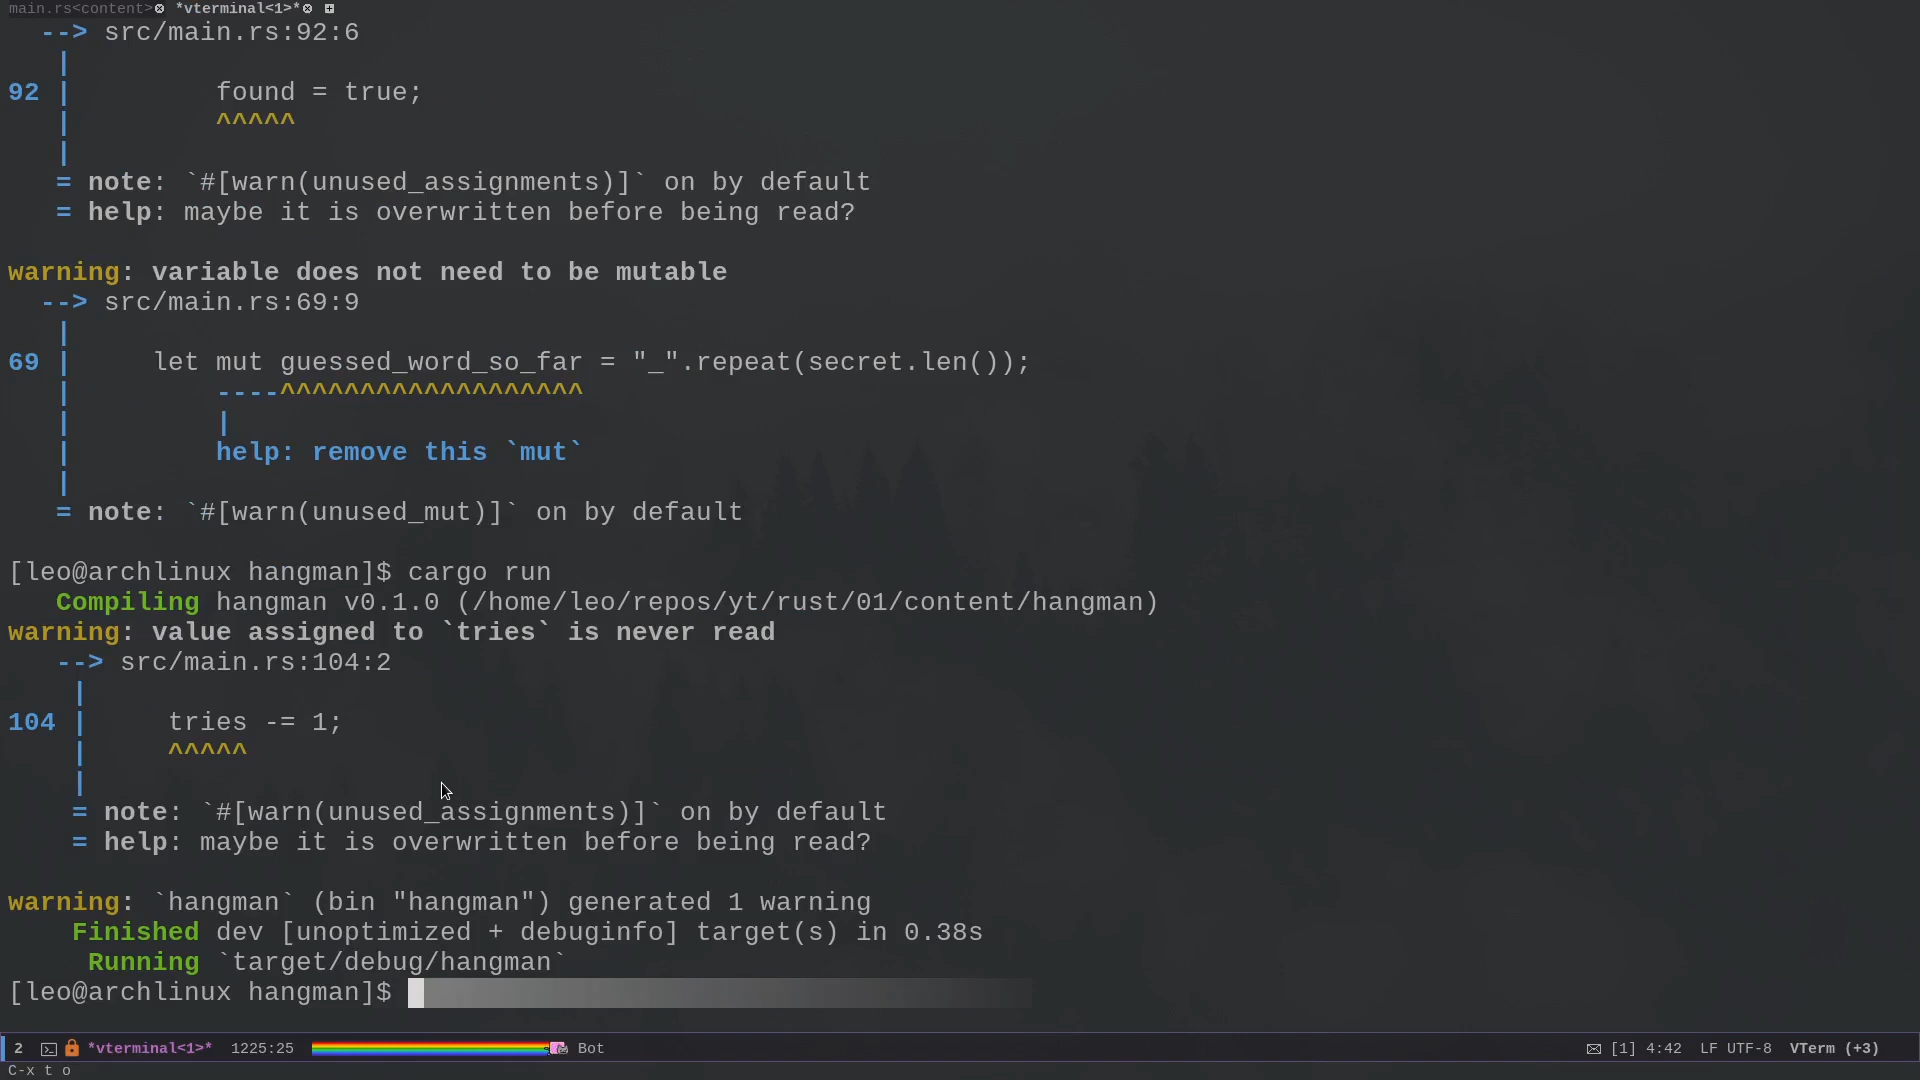 main.rs<content> *vterminal<1>*
--> src/main.rs:92:6
|
92 | found = true;
| ^^^^^
|
= note: `#[warn(unused_assignments)]` on by default
= help: maybe it is overwritten before being read?
warning: variable does not need to be mutable
--> src/main.rs:69:9
|
69 | let mut guessed_word_so_far = "_".repeat(secret.len());
| ----^^^^^^^^^^^^^^^^^^^
| |
| help: remove this `mut`
|
= note: `#[warn(unused_mut)]` on by default
[leo@archlinux hangman]$ cargo run
Compiling hangman v0.1.0 (/home/leo/repos/yt/rust/01/content/hangman)
warning: value assigned to `tries` is never read
--> src/main.rs:104:2
|
104 | tries -= 1;
| ^^^^^
|
= note: `#[warn(unused_assignments)]` on by default
= help: maybe it is overwritten before being read?
warning: `hangman` (bin "hangman") generated 1 warning
Finished dev [unoptimized + debuginfo] target(s) in 0.38s
Running `target/debug/hangman`
[leo@archlinux hangman]$
2 *vterminal<1>* 1225:25 Bot [1] 4:42 LF UTF-8 VTerm (+3)
C-x t o